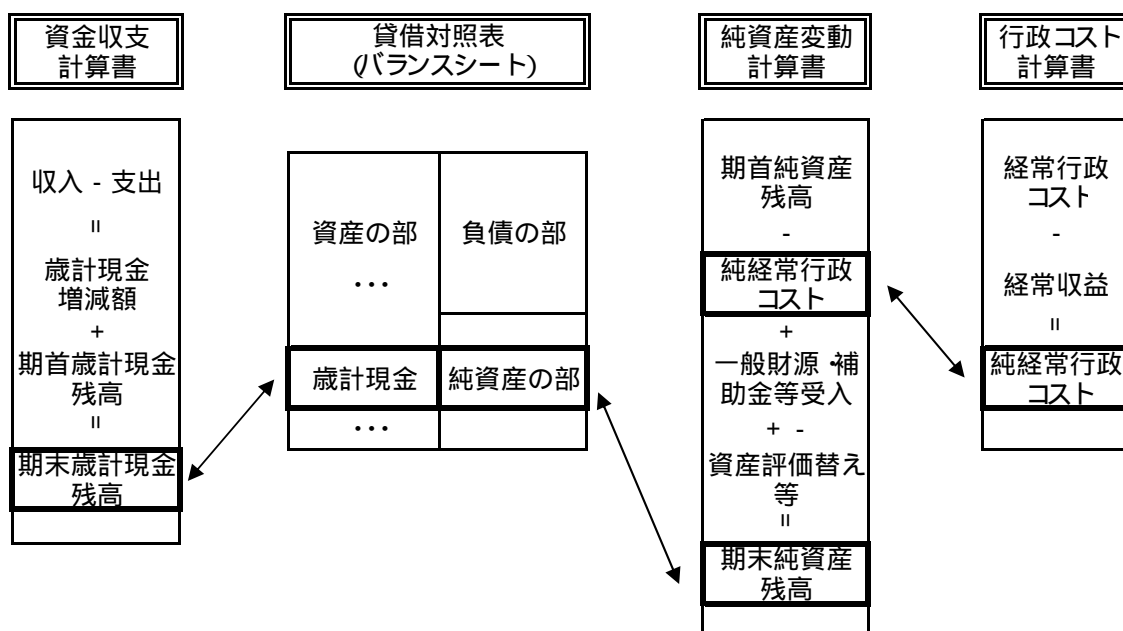 資金収支
計算書
貸借対照表
(バランスシート)
純資産変動
計算書
行政コスト
計算書
収入 - 支出
=
歳計現金
増減額
+
期首歳計現金
残高
=
期末歳計現金
残高
資産の部
・・・
負債の部
歳計現金
純資産の部
・・・
期首純資産
残高
-
純経常行政
コスト
+
一般財源・補
助金等受入
+ -
資産評価替え
等
=
期末純資産
残高
経常行政
コスト
-
経常収益
=
純経常行政
コスト